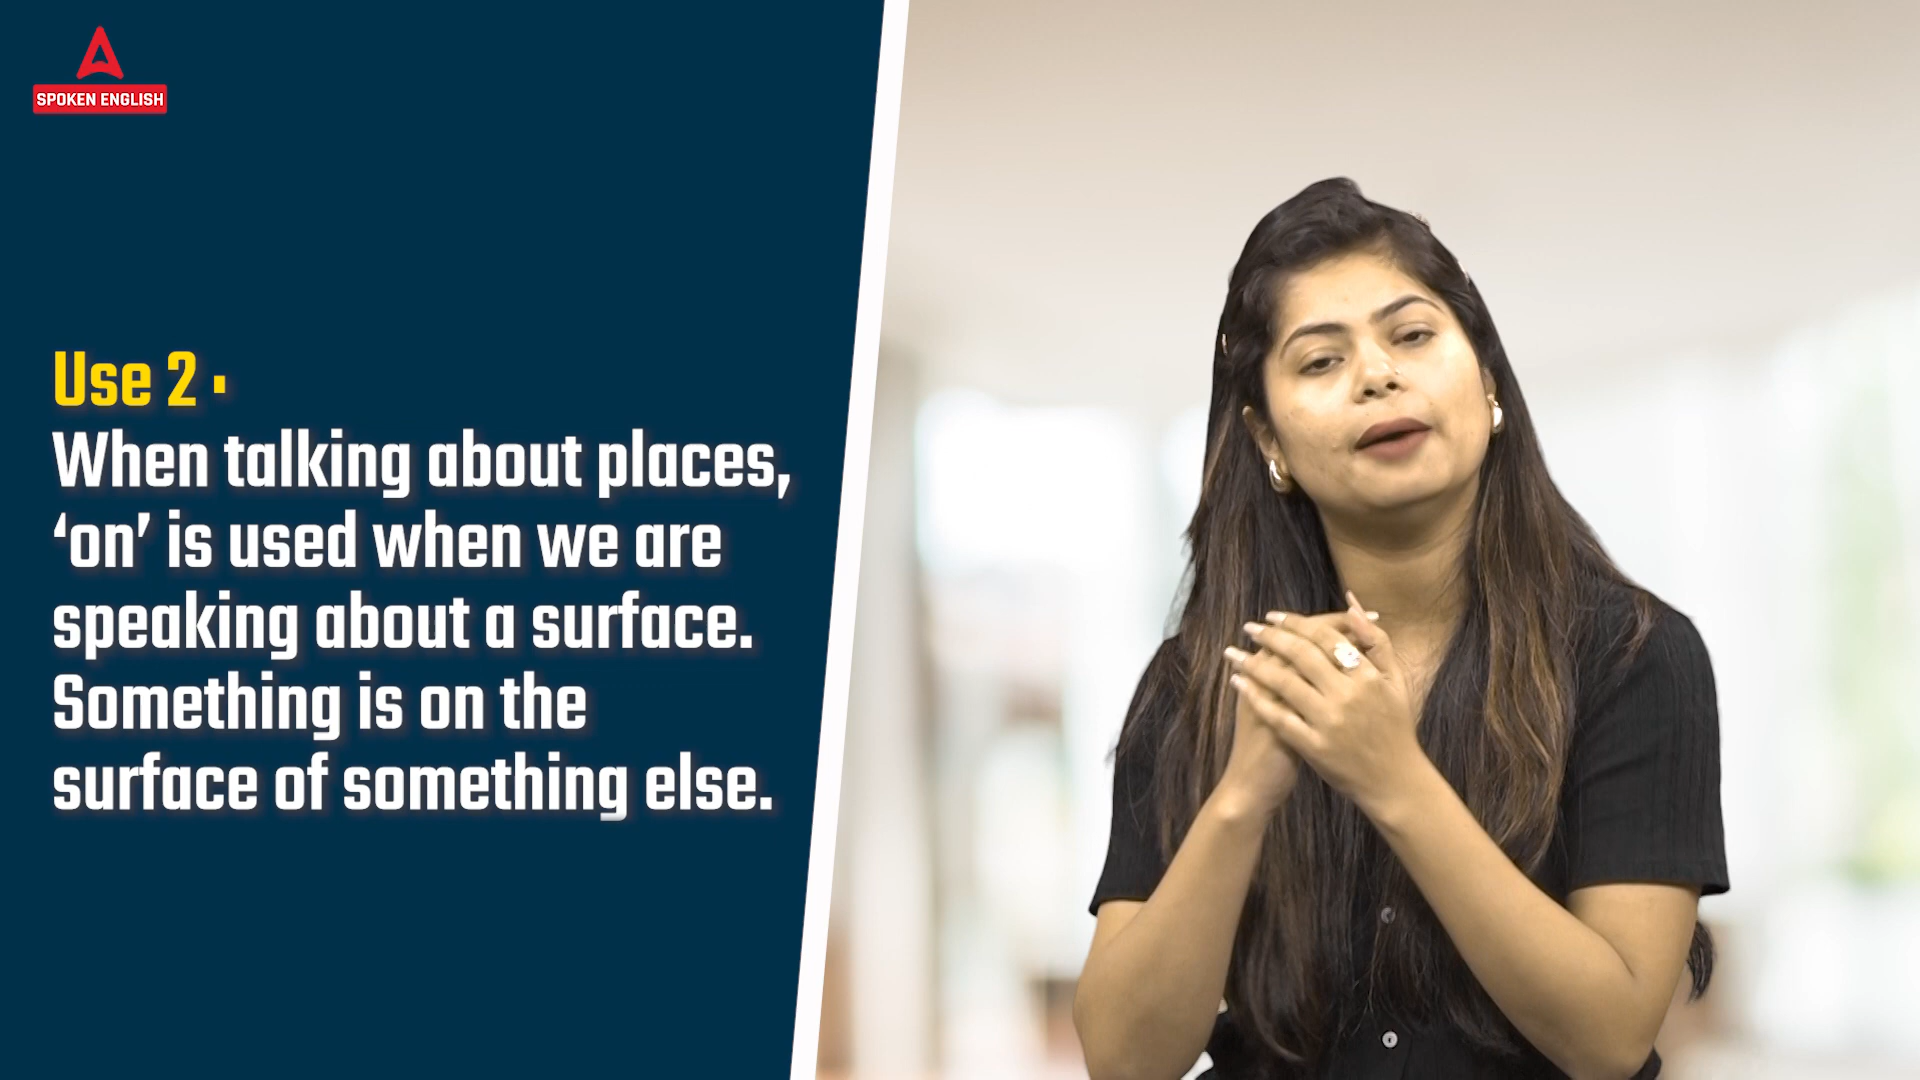 SPOKEN ENGLISH
Use 2 ·
When talking about places,
‘on’ is used when we are
speaking about a surface.
Something is on the
surface of something else.